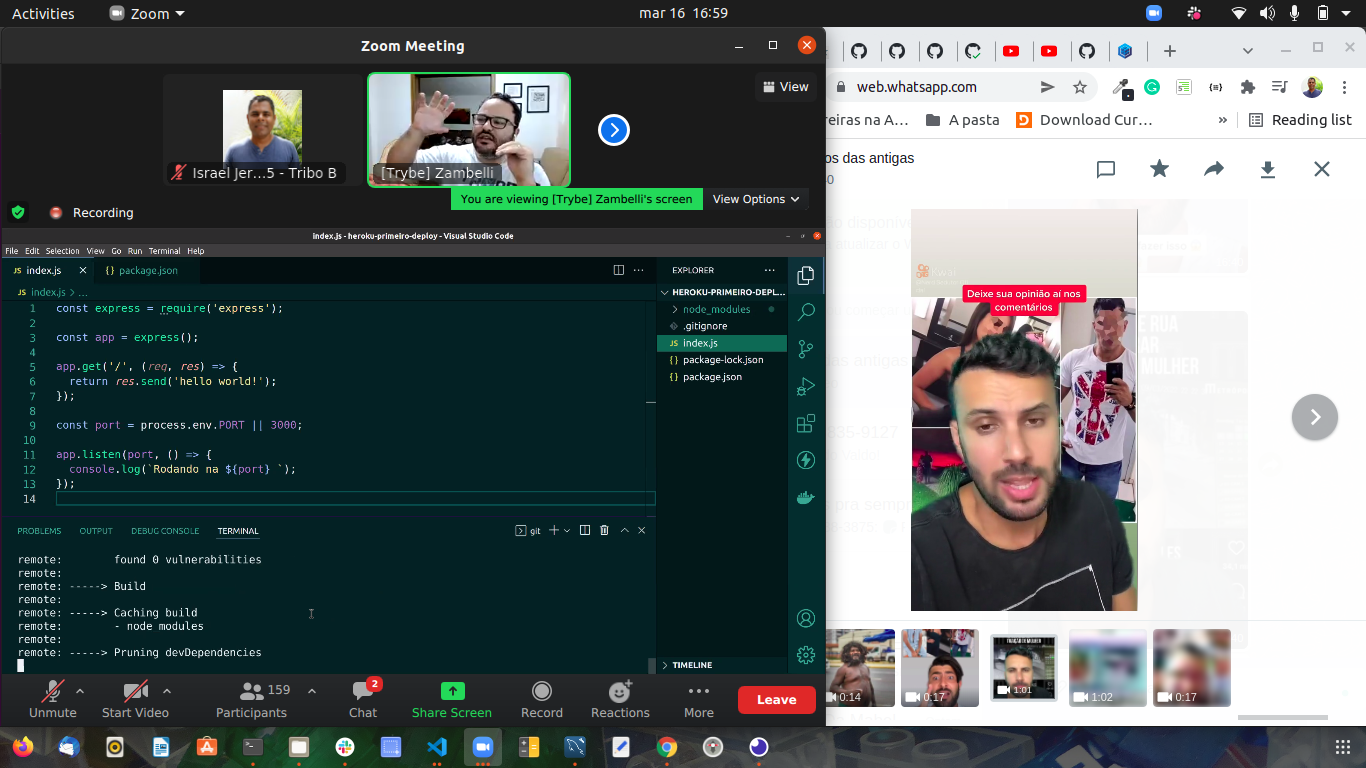 Activities
Zoom
mar 16 16:59
Zoom Meeting
View
Israel Jer...5 - Tribo B
[Trybe] Zambelli
You are viewing [Trybe] Zambelli's screen
View Options
Recording
index.js - heroku-primeiro-deploy - Visual Studio Code
File Edit Selection View Go Run Terminal Help
JS index.js
{} package.json
JS index.js > ...
1 const express = require('express');
2
3 const app = express();
4
5 app.get('/', (req, res) => {
6 return res.send('hello world!');
7 });
8
9 const port = process.env.PORT || 3000;
10
11 app.listen(port, () => {
12 console.log(`Rodando na ${port} `);
13 });
14
EXPLORER
HEROKU-PRIMEIRO-DEPL...
node_modules
.gitignore
JS index.js
{} package-lock.json
{} package.json
TIMELINE
PROBLEMS OUTPUT DEBUG CONSOLE TERMINAL
git
remote: found 0 vulnerabilities
remote:
remote: -----> Build
remote:
remote: -----> Caching build
remote: - node modules
remote:
remote: -----> Pruning devDependencies
Unmute
Start Video
159
Participants
2
Chat
Share Screen
Record
Reactions
More
Leave
web.whatsapp.com
reiras na A...
A pasta
Download Cur...
»
Reading list
os das antigas
Kwai
Deixe sua opinião aí nos
comentários
0:14
0:17
1:01
1:02
0:17